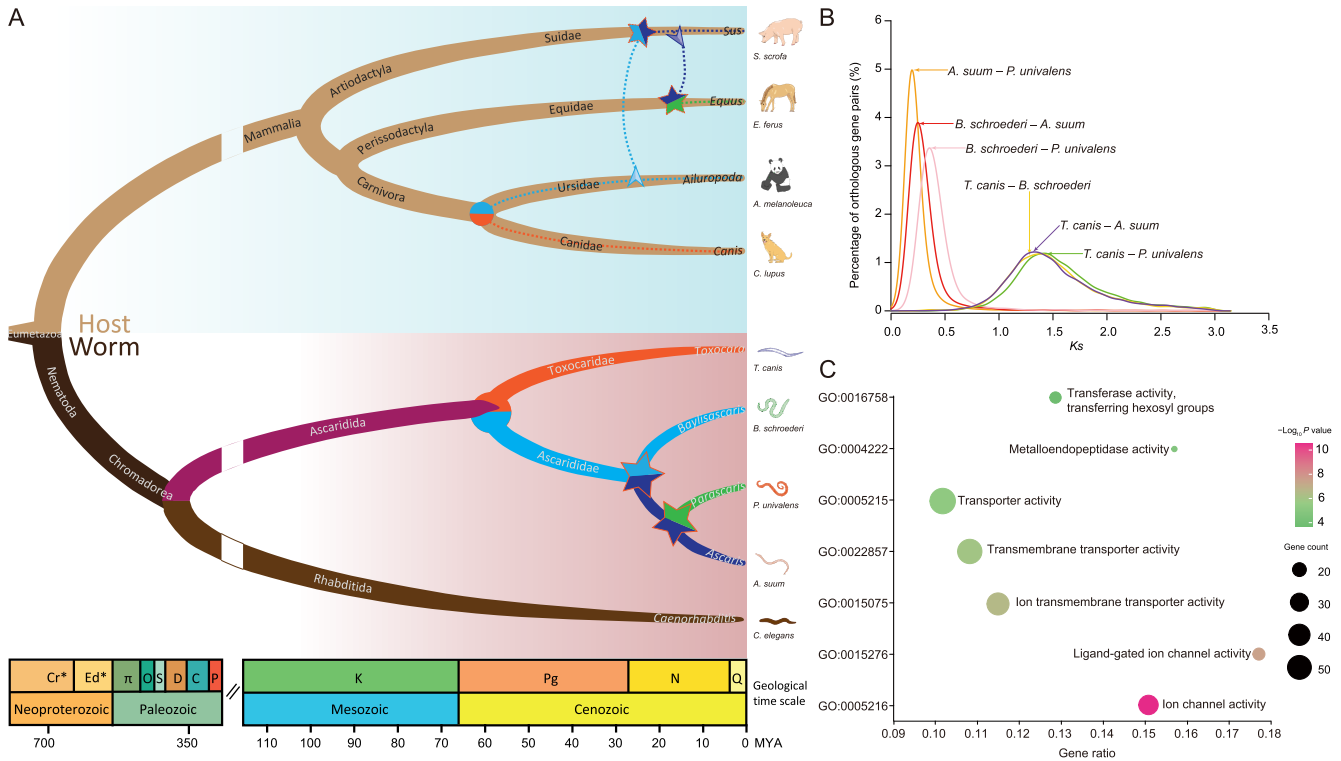 A
Suidae
Sus
S. scrofa
Artiodactyla
Mammalia
Equidae
Equus
E. ferus
Perissodactyla
Carnivora
Ursidae
Ailuropoda
A. melanoleuca
Canidae
Canis
C. lupus
Eumetazoa
Host
Worm
Nematoda
Chromadorea
Ascaridida
Toxocaridae
Toxocara
T. canis
Ascarididae
Baylisascaris
B. schroederi
Parascaris
P. univalens
Ascaris
A. suum
Rhabditida
Caenorhabditis
C. elegans
Cr*
Ed*
π
O
S
D
C
P
K
Pg
N
Q
Neoproterozoic
Paleozoic
Mesozoic
Cenozoic
Geological
time scale
700
350
110
100
90
80
70
60
50
40
30
20
10
0
MYA
B
Percentage of orthologous gene pairs (%)
6
5
4
3
2
1
0
A. suum – P. univalens
B. schroederi – A. suum
B. schroederi – P. univalens
T. canis – B. schroederi
T. canis – A. suum
T. canis – P. univalens
0.0
0.5
1.0
1.5
2.0
2.5
3.0
3.5
Ks
C
GO:0016758
Transferase activity,
transferring hexosyl groups
GO:0004222
Metalloendopeptidase activity
GO:0005215
Transporter activity
GO:0022857
Transmembrane transporter activity
GO:0015075
Ion transmembrane transporter activity
GO:0015276
Ligand-gated ion channel activity
GO:0005216
Ion channel activity
0.09
0.10
0.11
0.12
0.13
0.14
0.15
0.16
0.17
0.18
Gene ratio
−Log₁₀ P value
10
8
6
4
Gene count
20
30
40
50